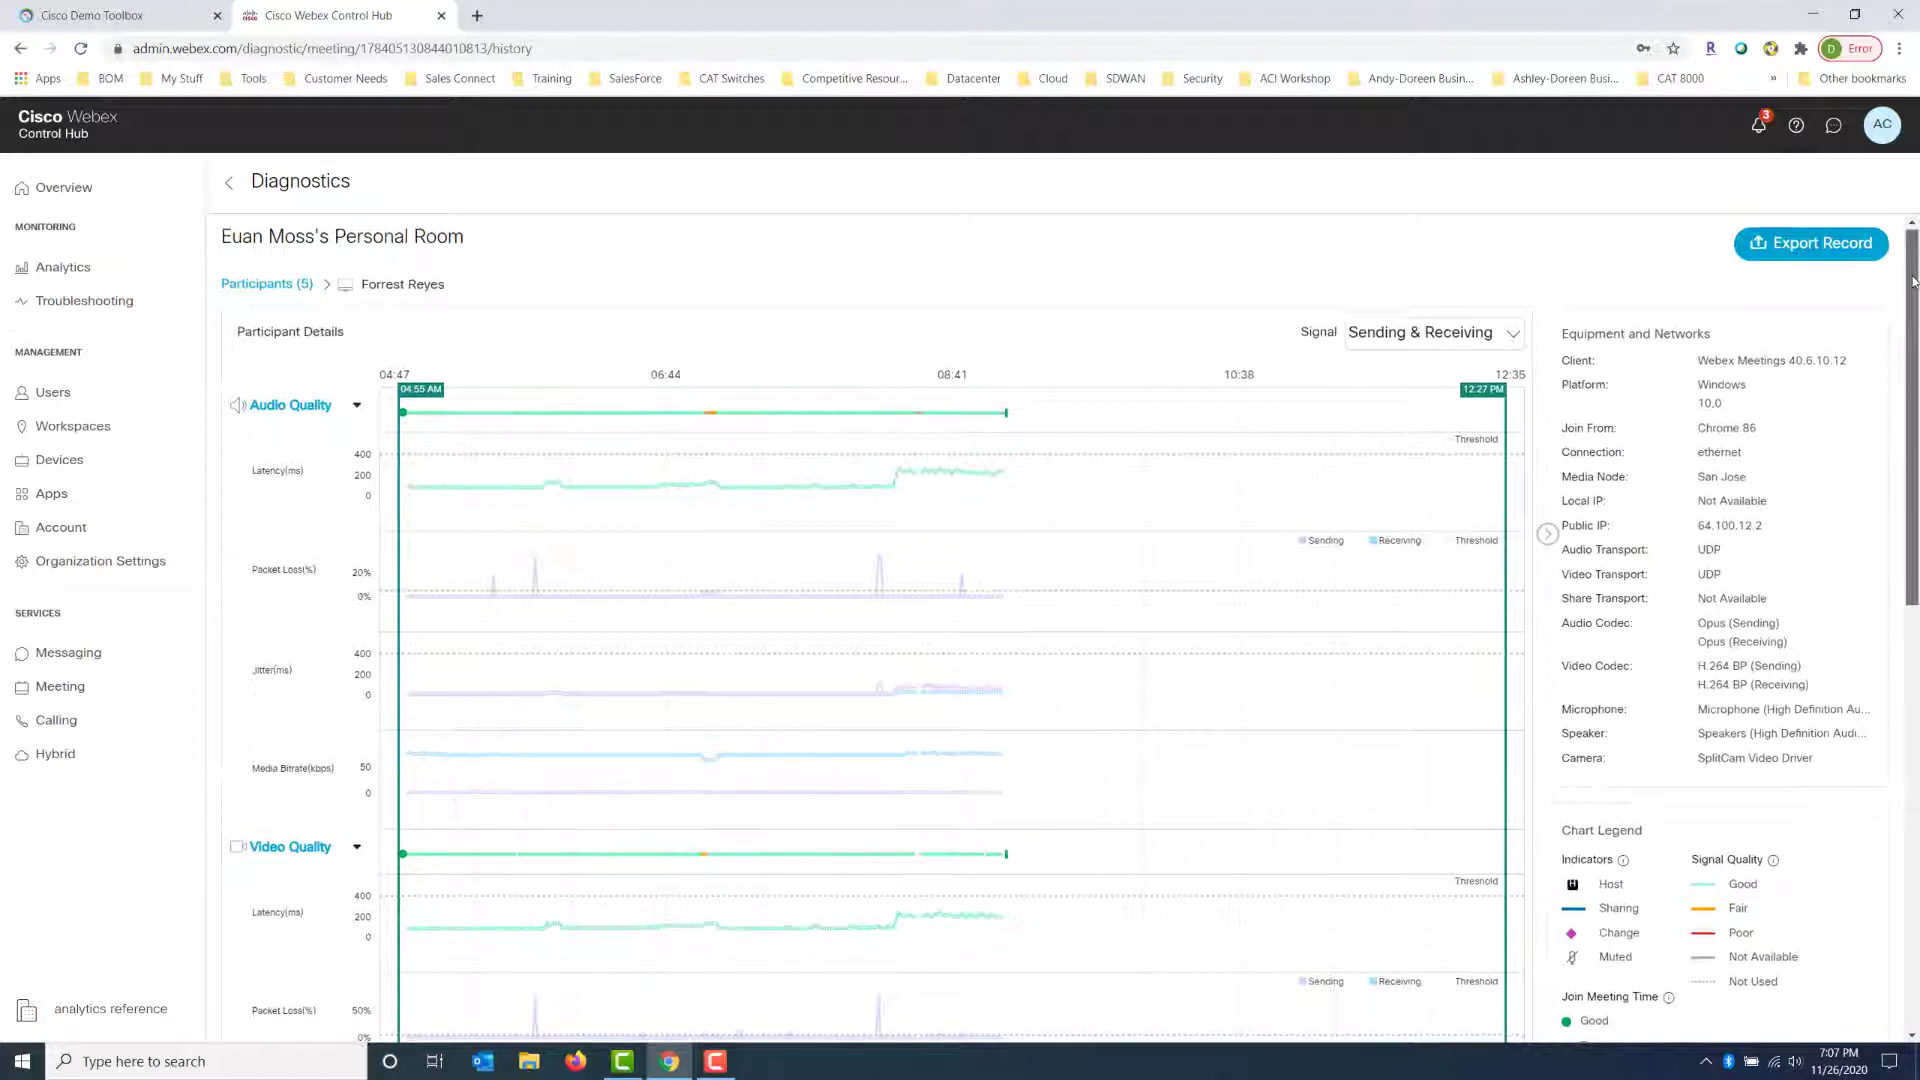 Cisco Demo Toolbox
Cisco Webex Control Hub
admin.webex.com/diagnostic/meeting/178405130844010813/history
R
D Error
Apps BOM My Stuff Tools Customer Needs Sales Connect Training SalesForce CAT Switches Competitive Resour... Datacenter Cloud SDWAN Security ACI Workshop Andy-Doreen Busin... Ashley-Doreen Busi... CAT 8000 » Other bookmarks
Cisco Webex
Control Hub
3
AC
Overview
MONITORING
Analytics
Troubleshooting
MANAGEMENT
Users
Workspaces
Devices
Apps
Account
Organization Settings
SERVICES
Messaging
Meeting
Calling
Hybrid
analytics reference
Diagnostics
Euan Moss's Personal Room
Export Record
Participants (5) > Forrest Reyes
Participant Details
Signal Sending & Receiving
04:47 06:44 08:41 10:38 12:35
04:55 AM 12:27 PM
Audio Quality
Threshold
Latency(ms) 400 200 0
Sending Receiving Threshold
Packet Loss(%) 20% 0%
Jitter(ms) 400 200 0
Media Bitrate(kbps) 50 0
Video Quality
Threshold
Latency(ms) 400 200 0
Sending Receiving Threshold
Packet Loss(%) 50% 0%
Equipment and Networks
Client: Webex Meetings 40.6.10.12
Platform: Windows
10.0
Join From: Chrome 86
Connection: ethernet
Media Node: San Jose
Local IP: Not Available
Public IP: 64.100.12.2
Audio Transport: UDP
Video Transport: UDP
Share Transport: Not Available
Audio Codec: Opus (Sending)
Opus (Receiving)
Video Codec: H.264 BP (Sending)
H.264 BP (Receiving)
Microphone: Microphone (High Definition Au...
Speaker: Speakers (High Definition Audi...
Camera: SplitCam Video Driver
Chart Legend
Indicators Signal Quality
Host Good
Sharing Fair
Change Poor
Muted Not Available
Not Used
Join Meeting Time
Good
Type here to search
7:07 PM
11/26/2020